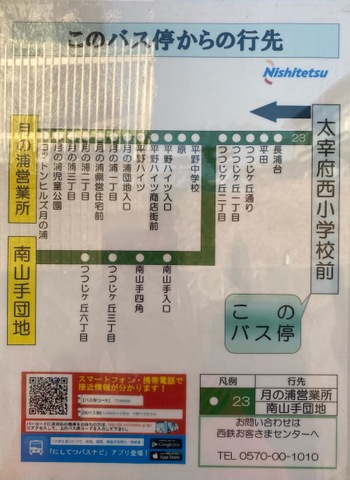 このバス停からの行先
Nishitetsu
太宰府西小学校前
23
長浦台
平田
つつじヶ丘通り
つつじヶ丘一丁目
つつじヶ丘二丁目
平野中学校
原
平野ハイツ入口
平野ハイツ商店街前
平野ハイツ
月の浦団地入口
月の浦一丁目
月の浦県営住宅前
月の浦三丁目
月の浦二丁目
月の浦児童公園
コットンヒルズ月の浦
月の浦営業所
南山手入口
南山手四角
つつじヶ丘三丁目
つつじヶ丘六丁目
南山手団地
この
バス停
スマートフォン・携帯電話で
接近情報が分かります！
「にしてつバスナビ」アプリ登場！
Google Play
App Store
凡例
行先
23
月の浦営業所
南山手団地
お問い合わせは
西鉄お客さまセンターへ
TEL 0570-00-1010